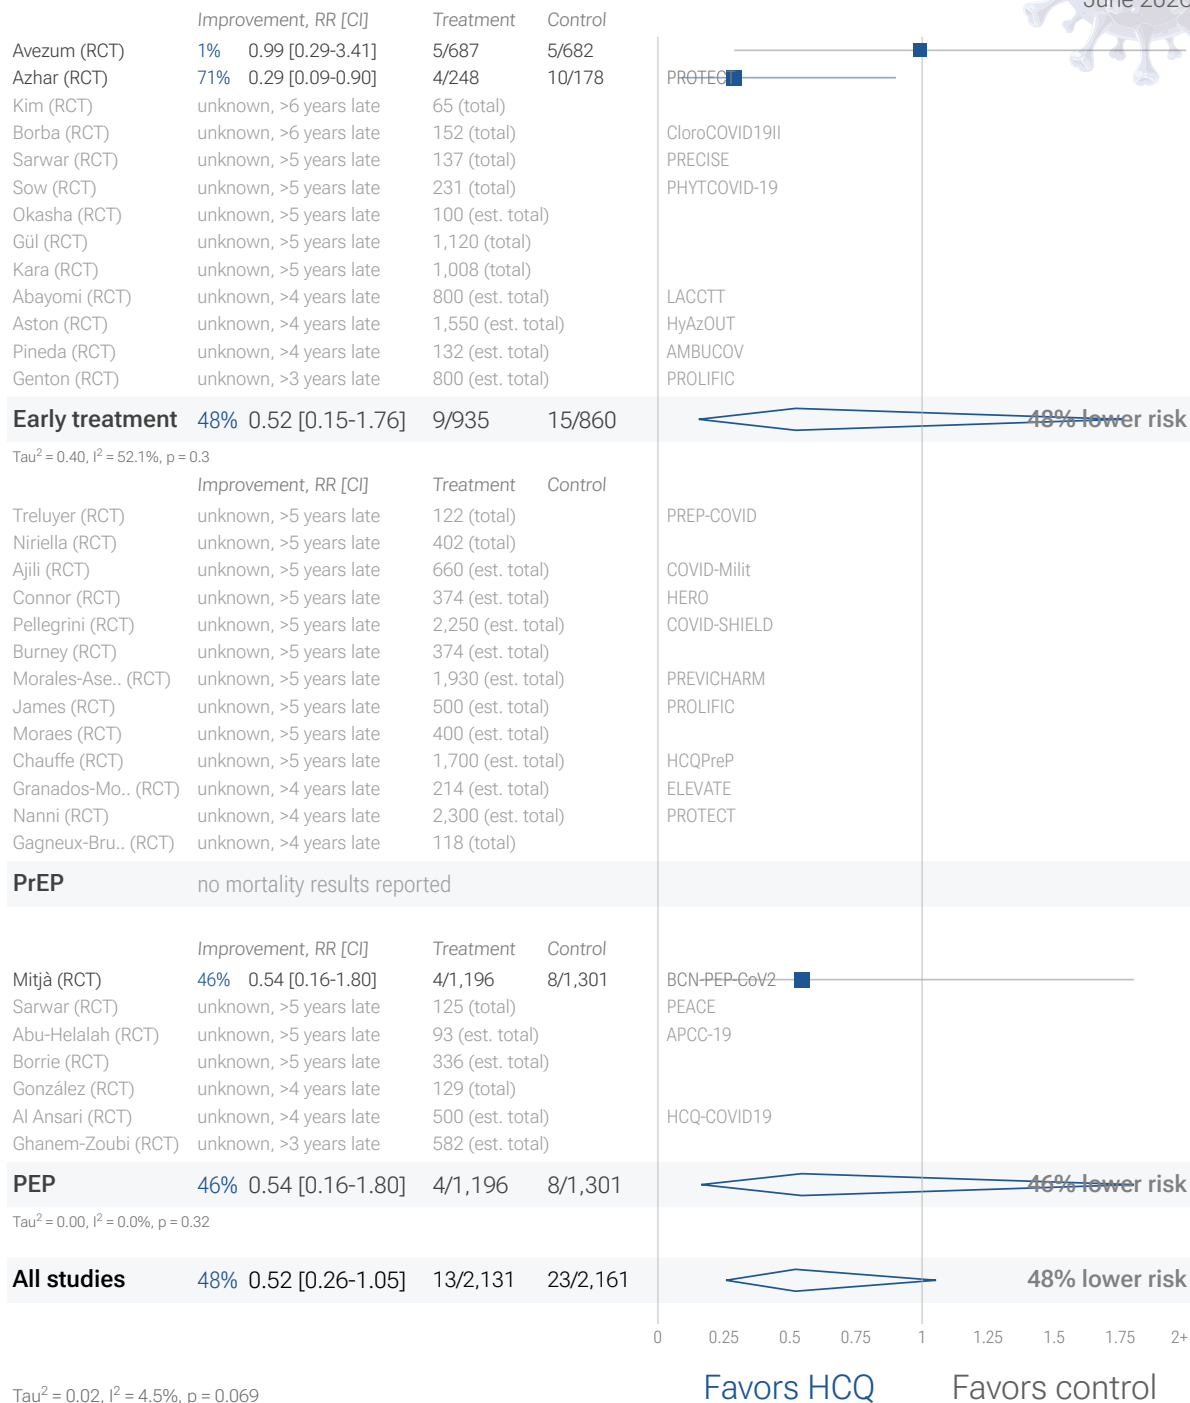 June 2026
Improvement, RR [CI] Treatment Control
Avezum (RCT) 1% 0.99 [0.29-3.41] 5/687 5/682
Azhar (RCT) 71% 0.29 [0.09-0.90] 4/248 10/178 PROTECT
Kim (RCT) unknown, >6 years late 65 (total)
Borba (RCT) unknown, >6 years late 152 (total) CloroCOVID19II
Sarwar (RCT) unknown, >5 years late 137 (total) PRECISE
Sow (RCT) unknown, >5 years late 231 (total) PHYTCOVID-19
Okasha (RCT) unknown, >5 years late 100 (est. total)
Gül (RCT) unknown, >5 years late 1,120 (total)
Kara (RCT) unknown, >5 years late 1,008 (total)
Abayomi (RCT) unknown, >4 years late 800 (est. total) LACCTT
Aston (RCT) unknown, >4 years late 1,550 (est. total) HyAzOUT
Pineda (RCT) unknown, >4 years late 132 (est. total) AMBUCOV
Genton (RCT) unknown, >3 years late 800 (est. total) PROLIFIC
Early treatment 48% 0.52 [0.15-1.76] 9/935 15/860 48% lower risk
Tau² = 0.40, I² = 52.1%, p = 0.3
Improvement, RR [CI] Treatment Control
Treluyer (RCT) unknown, >5 years late 122 (total) PREP-COVID
Niriella (RCT) unknown, >5 years late 402 (total)
Ajili (RCT) unknown, >5 years late 660 (est. total) COVID-Milit
Connor (RCT) unknown, >5 years late 374 (est. total) HERO
Pellegrini (RCT) unknown, >5 years late 2,250 (est. total) COVID-SHIELD
Burney (RCT) unknown, >5 years late 374 (est. total)
Morales-Ase.. (RCT) unknown, >5 years late 1,930 (est. total) PREVICHARM
James (RCT) unknown, >5 years late 500 (est. total) PROLIFIC
Moraes (RCT) unknown, >5 years late 400 (est. total)
Chauffe (RCT) unknown, >5 years late 1,700 (est. total) HCQPreP
Granados-Mo.. (RCT) unknown, >4 years late 214 (est. total) ELEVATE
Nanni (RCT) unknown, >4 years late 2,300 (est. total) PROTECT
Gagneux-Bru.. (RCT) unknown, >4 years late 118 (total)
PrEP no mortality results reported
Improvement, RR [CI] Treatment Control
Mitjà (RCT) 46% 0.54 [0.16-1.80] 4/1,196 8/1,301 BCN-PEP-CoV2
Sarwar (RCT) unknown, >5 years late 125 (total) PEACE
Abu-Helalah (RCT) unknown, >5 years late 93 (est. total) APCC-19
Borrie (RCT) unknown, >5 years late 336 (est. total)
González (RCT) unknown, >4 years late 129 (total)
Al Ansari (RCT) unknown, >4 years late 500 (est. total) HCQ-COVID19
Ghanem-Zoubi (RCT) unknown, >3 years late 582 (est. total)
PEP 46% 0.54 [0.16-1.80] 4/1,196 8/1,301 46% lower risk
Tau² = 0.00, I² = 0.0%, p = 0.32
All studies 48% 0.52 [0.26-1.05] 13/2,131 23/2,161 48% lower risk
0 0.25 0.5 0.75 1 1.25 1.5 1.75 2+
Tau² = 0.02, I² = 4.5%, p = 0.069 Favors HCQ Favors control